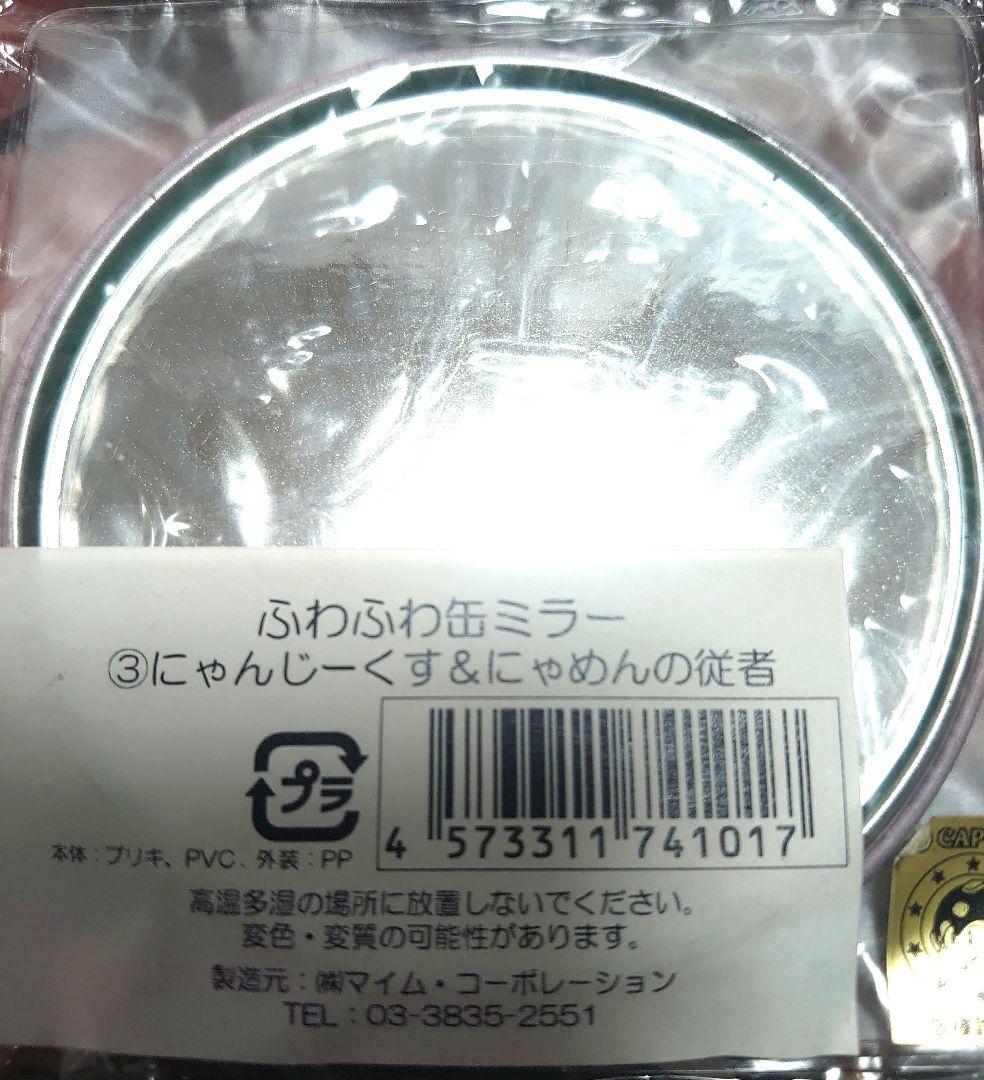 ふわふわ缶ミラー
③にゃんじーくす&にゃめんの従者
プラ
4 573311 741017
本体：ブリキ、PVC、外装：PP
高温多湿の場所に放置しないでください。
変色・変質の可能性があります。
製造元：㈱マイム・コーポレーション
TEL：03-3835-2551
CAP